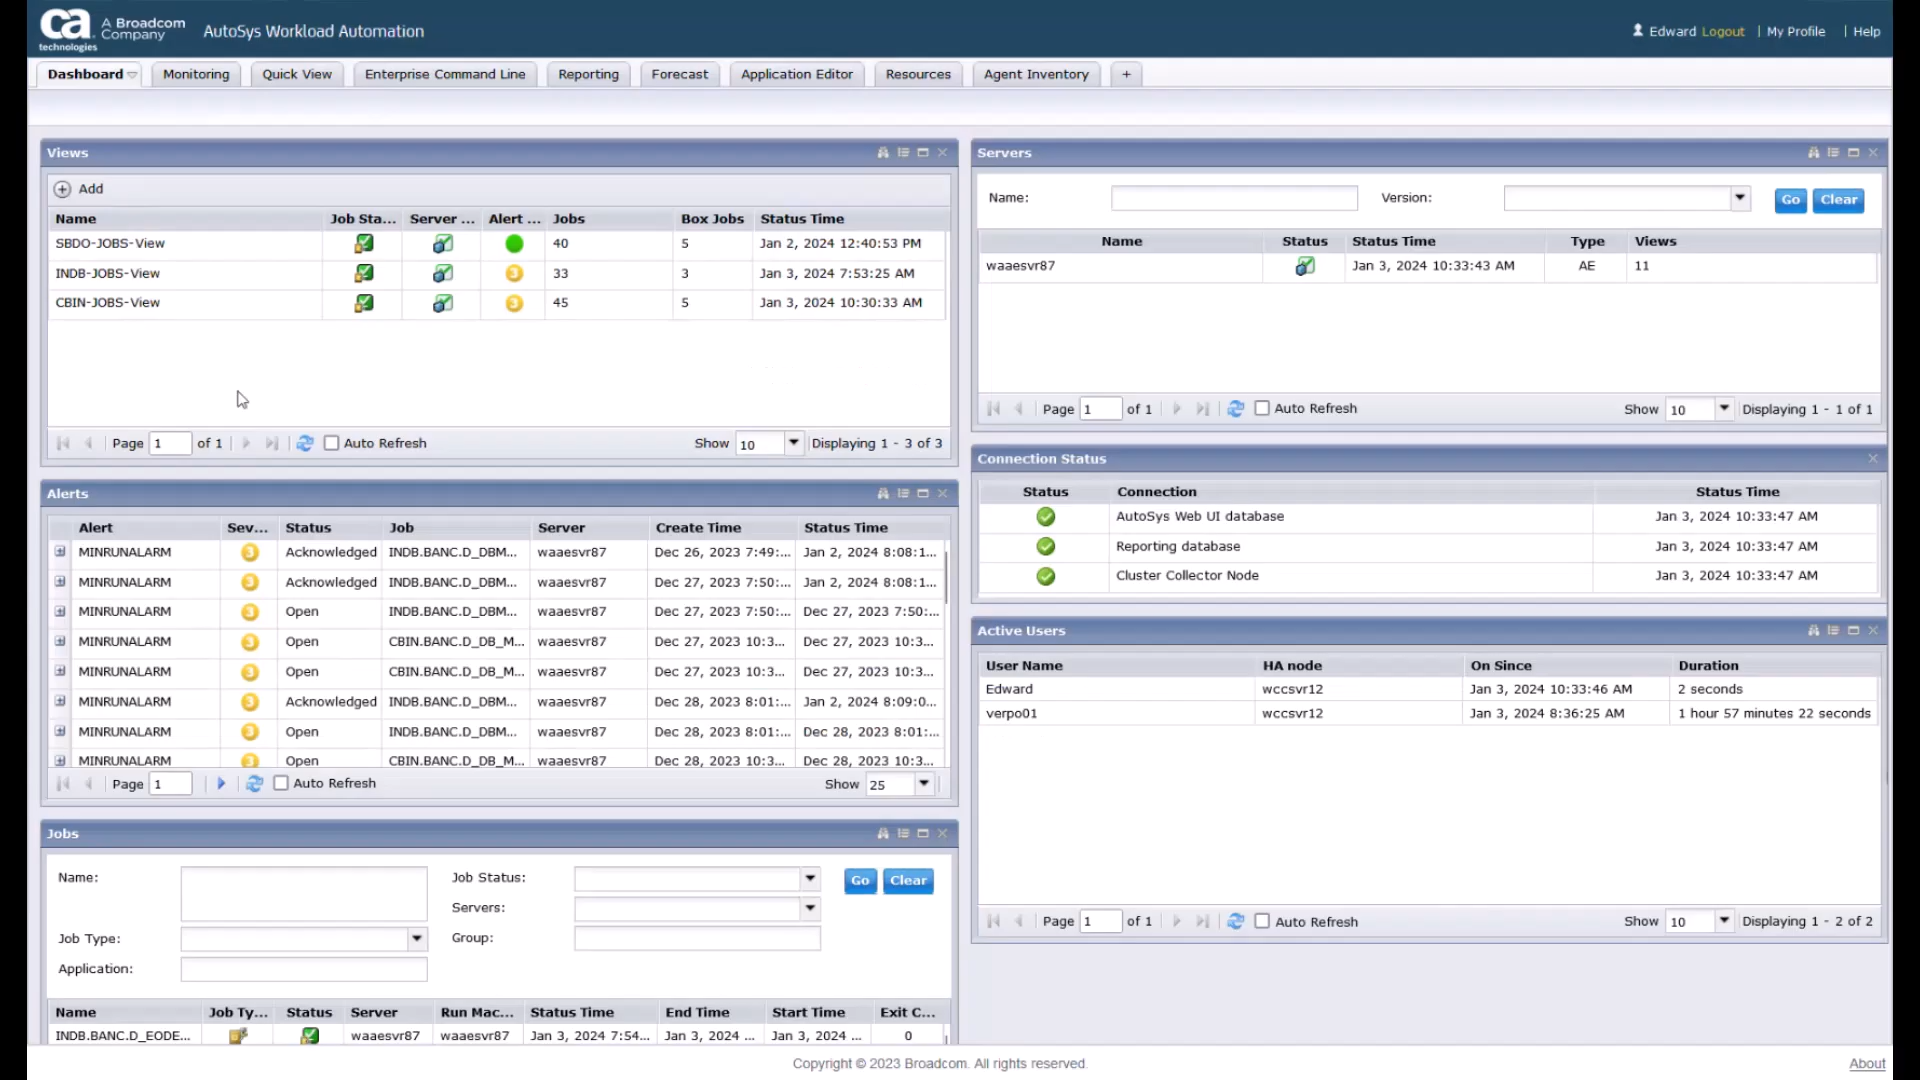 ca technologies A Broadcom Company AutoSys Workload Automation Edward Logout | My Profile | Help
Dashboard Monitoring Quick View Enterprise Command Line Reporting Forecast Application Editor Resources Agent Inventory +
Views
Add
Name Job Sta... Server ... Alert ... Jobs Box Jobs Status Time
SBDO-JOBS-View 40 5 Jan 2, 2024 12:40:53 PM
INDB-JOBS-View 3 33 3 Jan 3, 2024 7:53:25 AM
CBIN-JOBS-View 3 45 5 Jan 3, 2024 10:30:33 AM
Page 1 of 1 Auto Refresh Show 10 Displaying 1 - 3 of 3
Alerts
Alert Sev... Status Job Server Create Time Status Time
MINRUNALARM 3 Acknowledged INDB.BANC.D_DBM... waaesvr87 Dec 26, 2023 7:49:... Jan 2, 2024 8:08:1...
MINRUNALARM 3 Acknowledged INDB.BANC.D_DBM... waaesvr87 Dec 27, 2023 7:50:... Jan 2, 2024 8:08:1...
MINRUNALARM 3 Open INDB.BANC.D_DBM... waaesvr87 Dec 27, 2023 7:50:... Dec 27, 2023 7:50:...
MINRUNALARM 3 Open CBIN.BANC.D_DB_M... waaesvr87 Dec 27, 2023 10:3... Dec 27, 2023 10:3...
MINRUNALARM 3 Open CBIN.BANC.D_DB_M... waaesvr87 Dec 27, 2023 10:3... Dec 27, 2023 10:3...
MINRUNALARM 3 Acknowledged INDB.BANC.D_DBM... waaesvr87 Dec 28, 2023 8:01:... Jan 2, 2024 8:09:0...
MINRUNALARM 3 Open INDB.BANC.D_DBM... waaesvr87 Dec 28, 2023 8:01:... Dec 28, 2023 8:01:...
MINRUNALARM 3 Open CBIN.BANC.D_DB_M... waaesvr87 Dec 28, 2023 10:3... Dec 28, 2023 10:3...
Page 1 Auto Refresh Show 25
Jobs
Name: Job Status: Go Clear
Servers:
Job Type: Group:
Application:
Name Job Ty... Status Server Run Mac... Status Time End Time Start Time Exit C...
INDB.BANC.D_EODE... waaesvr87 waaesvr87 Jan 3, 2024 7:54... Jan 3, 2024 ... Jan 3, 2024 ... 0
Servers
Name: Version: Go Clear
Name Status Status Time Type Views
waaesvr87 Jan 3, 2024 10:33:43 AM AE 11
Page 1 of 1 Auto Refresh Show 10 Displaying 1 - 1 of 1
Connection Status
Status Connection Status Time
AutoSys Web UI database Jan 3, 2024 10:33:47 AM
Reporting database Jan 3, 2024 10:33:47 AM
Cluster Collector Node Jan 3, 2024 10:33:47 AM
Active Users
User Name HA node On Since Duration
Edward wccsvr12 Jan 3, 2024 10:33:46 AM 2 seconds
verpo01 wccsvr12 Jan 3, 2024 8:36:25 AM 1 hour 57 minutes 22 seconds
Page 1 of 1 Auto Refresh Show 10 Displaying 1 - 2 of 2
Copyright © 2023 Broadcom. All rights reserved. About